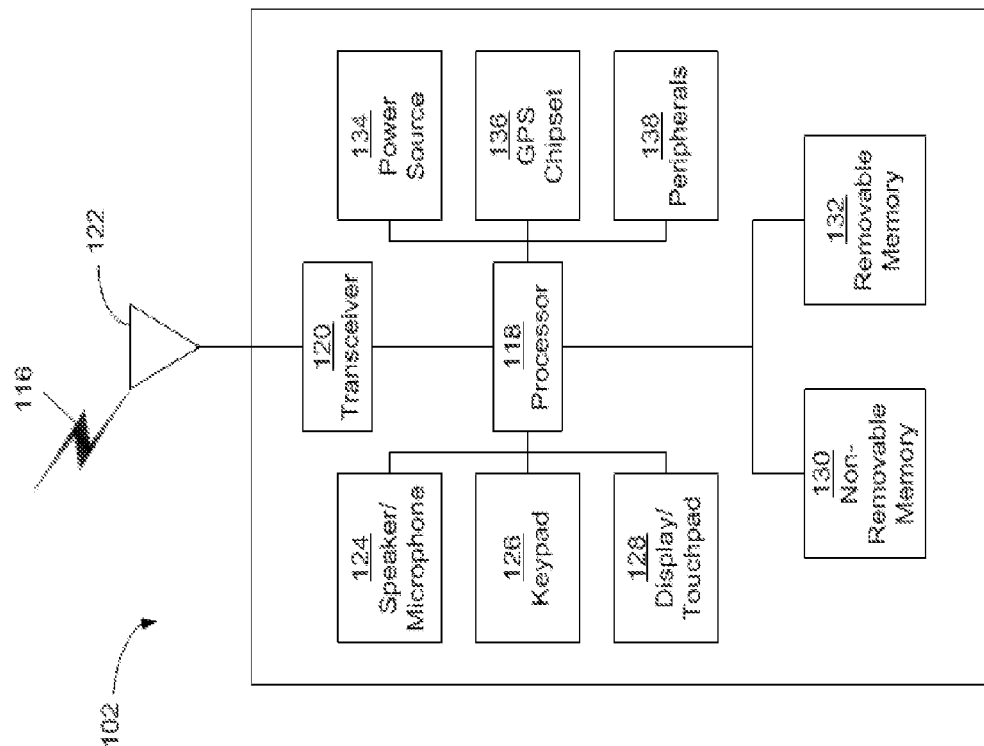 102
116
122
124
Speaker/
Microphone
120
Transceiver
134
Power
Source
126
Keypad
118
Processor
136
GPS
Chipset
128
Display/
Touchpad
138
Peripherals
130
Non-
Removable
Memory
132
Removable
Memory